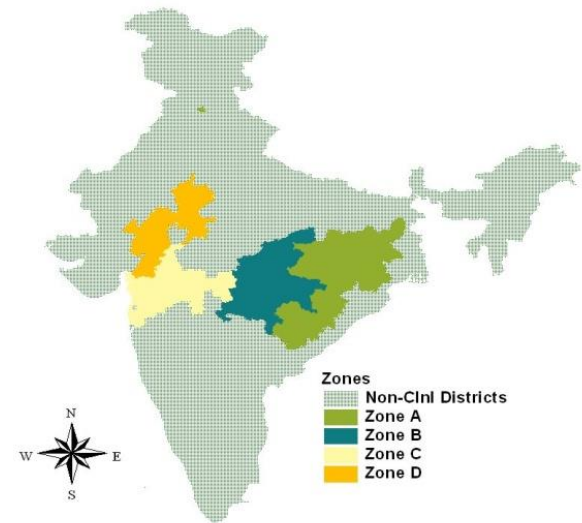 Zones
Non-CInI Districts
Zone A
Zone B
Zone C
Zone D
N
W E
S